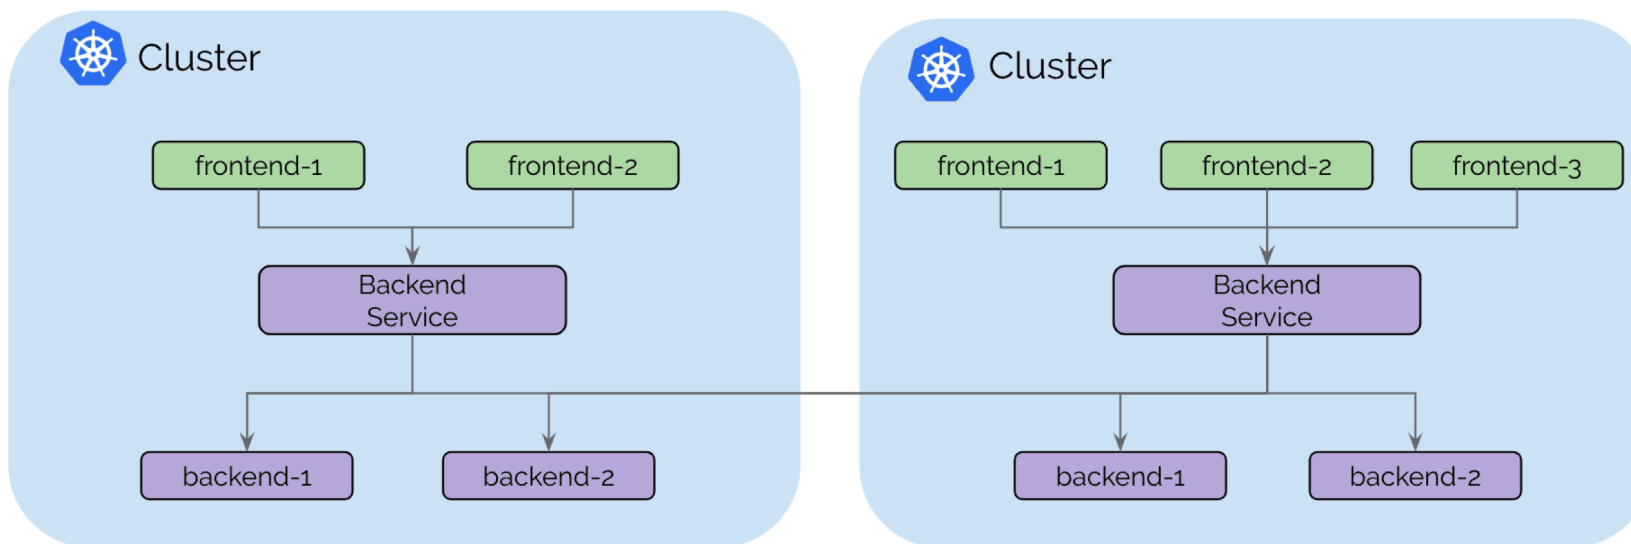 Cluster
frontend-1
frontend-2
Backend
Service
backend-1
backend-2
Cluster
frontend-1
frontend-2
frontend-3
Backend
Service
backend-1
backend-2